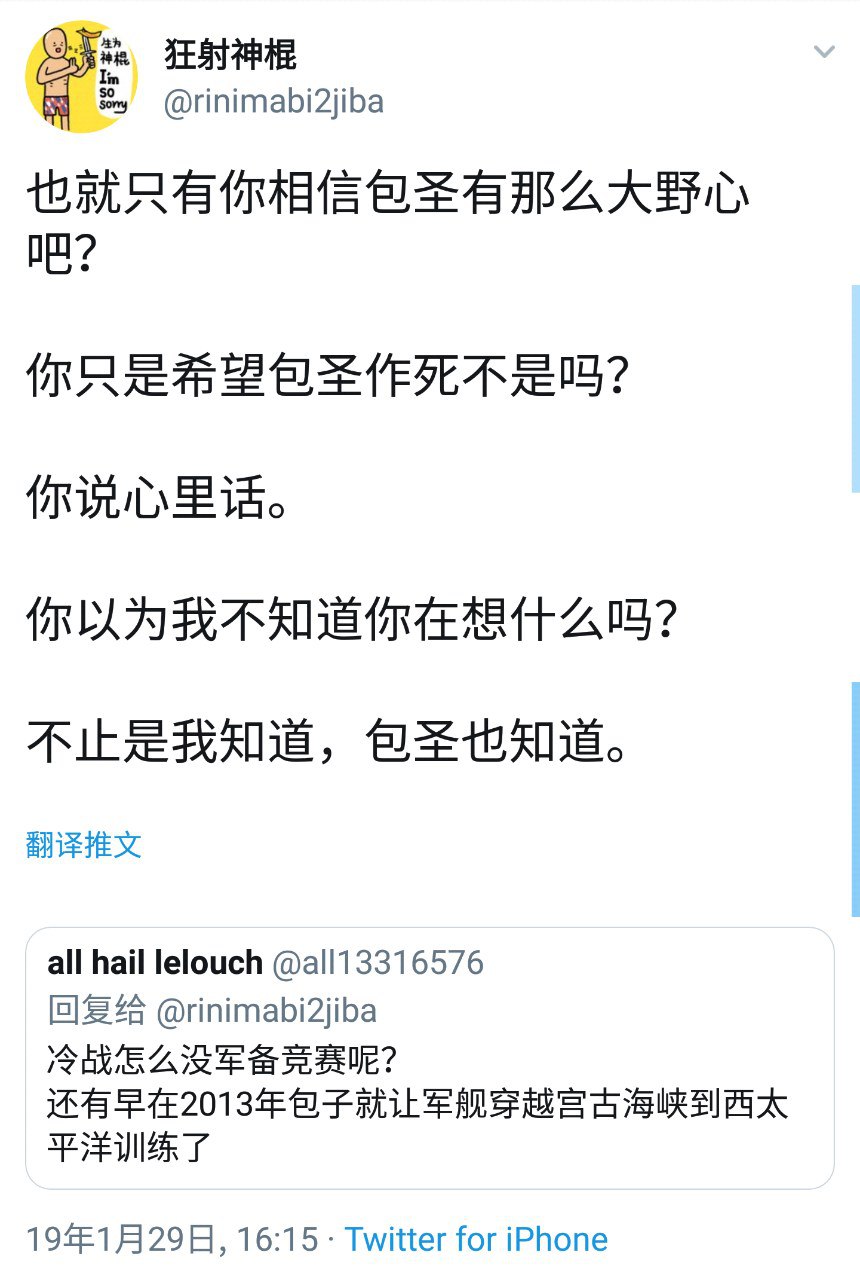 生为
神棍
I'm
so
sorry
狂射神棍
@rinimabi2jiba
也就只有你相信包圣有那么大野心
吧？
你只是希望包圣作死不是吗？
你说心里话。
你以为我不知道你在想什么吗？
不止是我知道，包圣也知道。
翻译推文
all hail lelouch @all13316576
回复给 @rinimabi2jiba
冷战怎么没军备竞赛呢？
还有早在2013年包子就让军舰穿越宫古海峡到西太
平洋训练了
19年1月29日, 16:15 · Twitter for iPhone